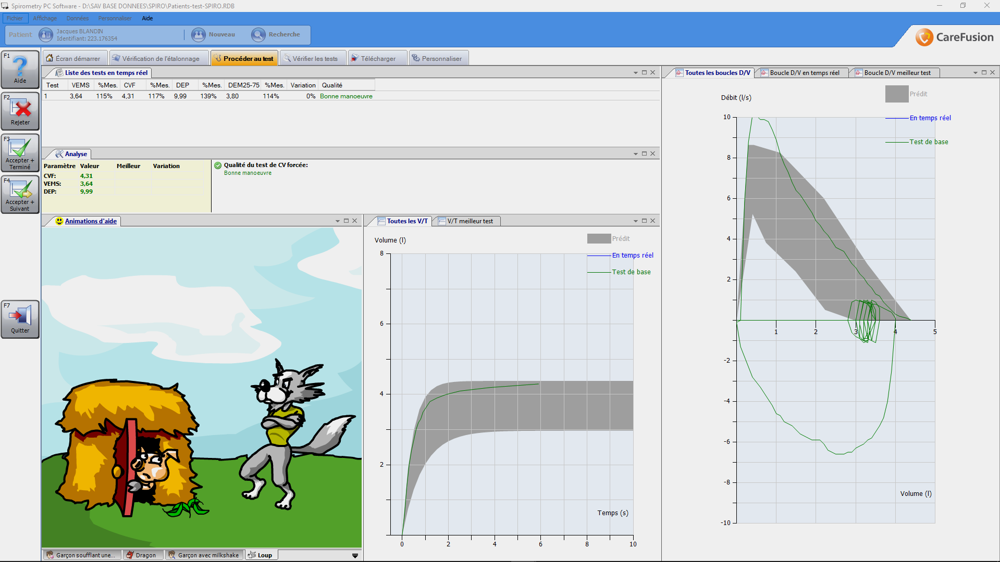 Spirometry PC Software - D:\SAV BASE DONNEES\SPIRO\Patients-test-SPIRO.RDB
Fichier Affichage Données Personnaliser Aide
Patient Jacques BLANDIN Nouveau Recherche
Identifiant: 223.176354
CareFusion
F1 Aide
F2 Rejeter
F3 Accepter + Terminé
F4 Accepter + Suivant
F7 Quitter
Écran démarrer Vérification de l'étalonnage Procéder au test Vérifier les tests Télécharger Personnaliser
Liste des tests en temps réel
Test VEMS %Mes. CVF %Mes. DEP %Mes. DEM25-75 %Mes. Variation Qualité
1 3,64 115% 4,31 117% 9,99 139% 3,80 114% 0% Bonne manoeuvre
Analyse
Paramètre Valeur Meilleur Variation
CVF: 4,31
VEMS: 3,64
DEP: 9,99
Qualité du test de CV forcée:
Bonne manoeuvre
Animations d'aide
Garçon soufflant une... Dragon Garçon avec milkshake Loup
Toutes les V/T V/T meilleur test
Volume (l)
Prédit
En temps réel
Test de base
8
6
4
2
Temps (s)
0 2 4 6 8 10
Toutes les boucles D/V Boucle D/V en temps réel Boucle D/V meilleur test
Débit (l/s)
Prédit
En temps réel
Test de base
10
8
6
4
2
1 2 3 4 5
-2
-4
-6
-8
Volume (l)
-10